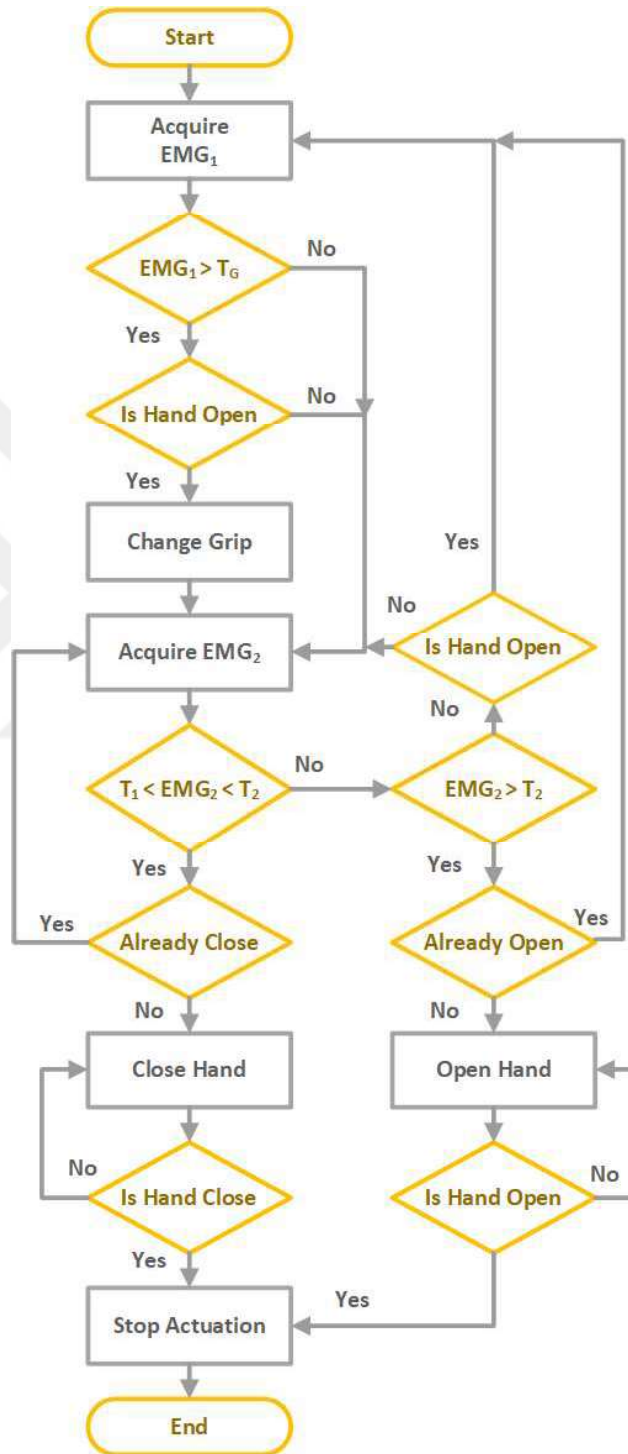 Start
Acquire
EMG₁
No
EMG₁ > T_G
Yes
No
Is Hand Open
Yes
Change Grip
Yes
No
Acquire EMG₂
Is Hand Open
No
No
T₁ < EMG₂ < T₂
EMG₂ > T₂
Yes
Yes
Yes
Yes
Already Close
Already Open
No
No
Close Hand
Open Hand
No
No
Is Hand Close
Is Hand Open
Yes
Yes
Stop Actuation
End